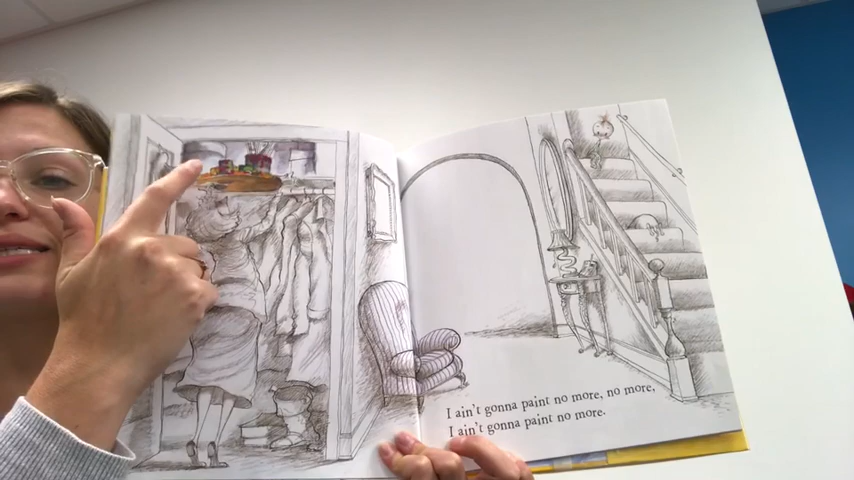 I ain't gonna paint no more, no more,
I ain't gonna paint no more.